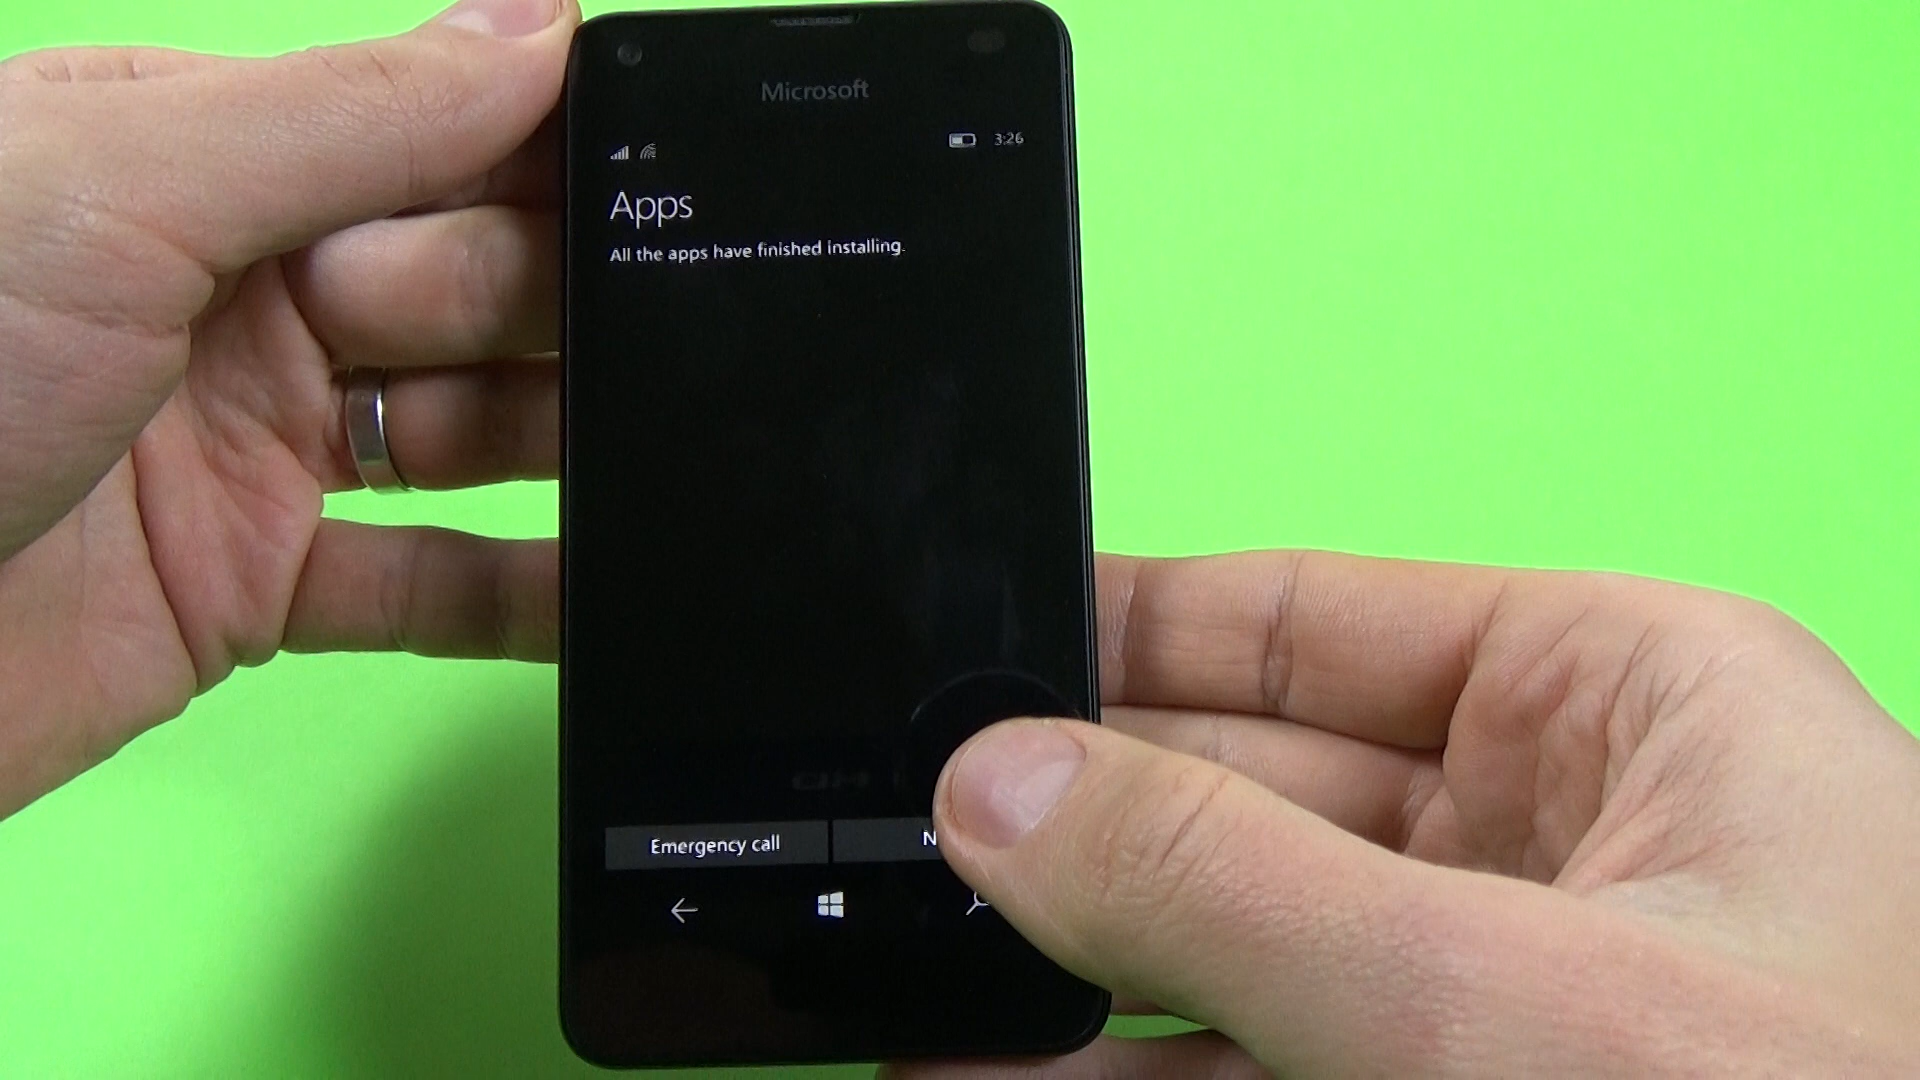 Microsoft
3:26
Apps
All the apps have finished installing.
Emergency call
N